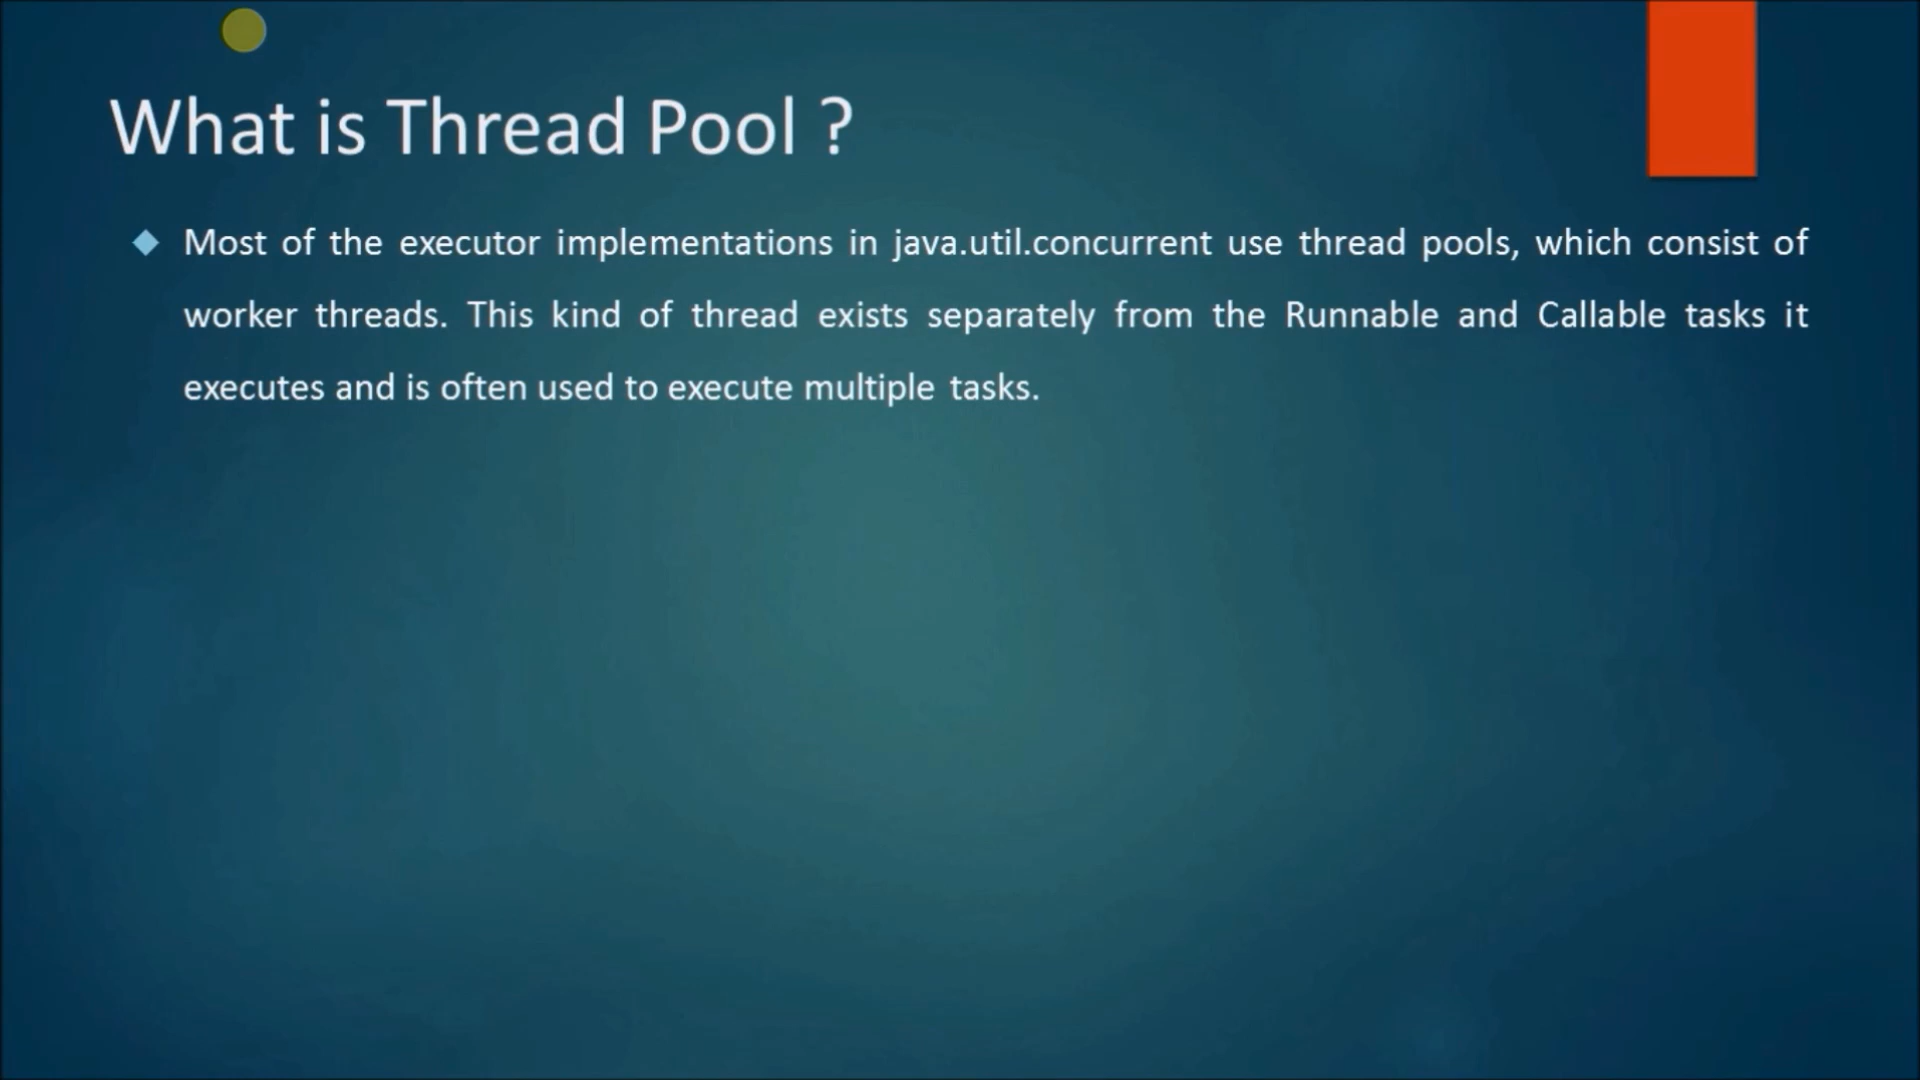 What is Thread Pool ?
Most of the executor implementations in java.util.concurrent use thread pools, which consist of
worker threads. This kind of thread exists separately from the Runnable and Callable tasks it
executes and is often used to execute multiple tasks.